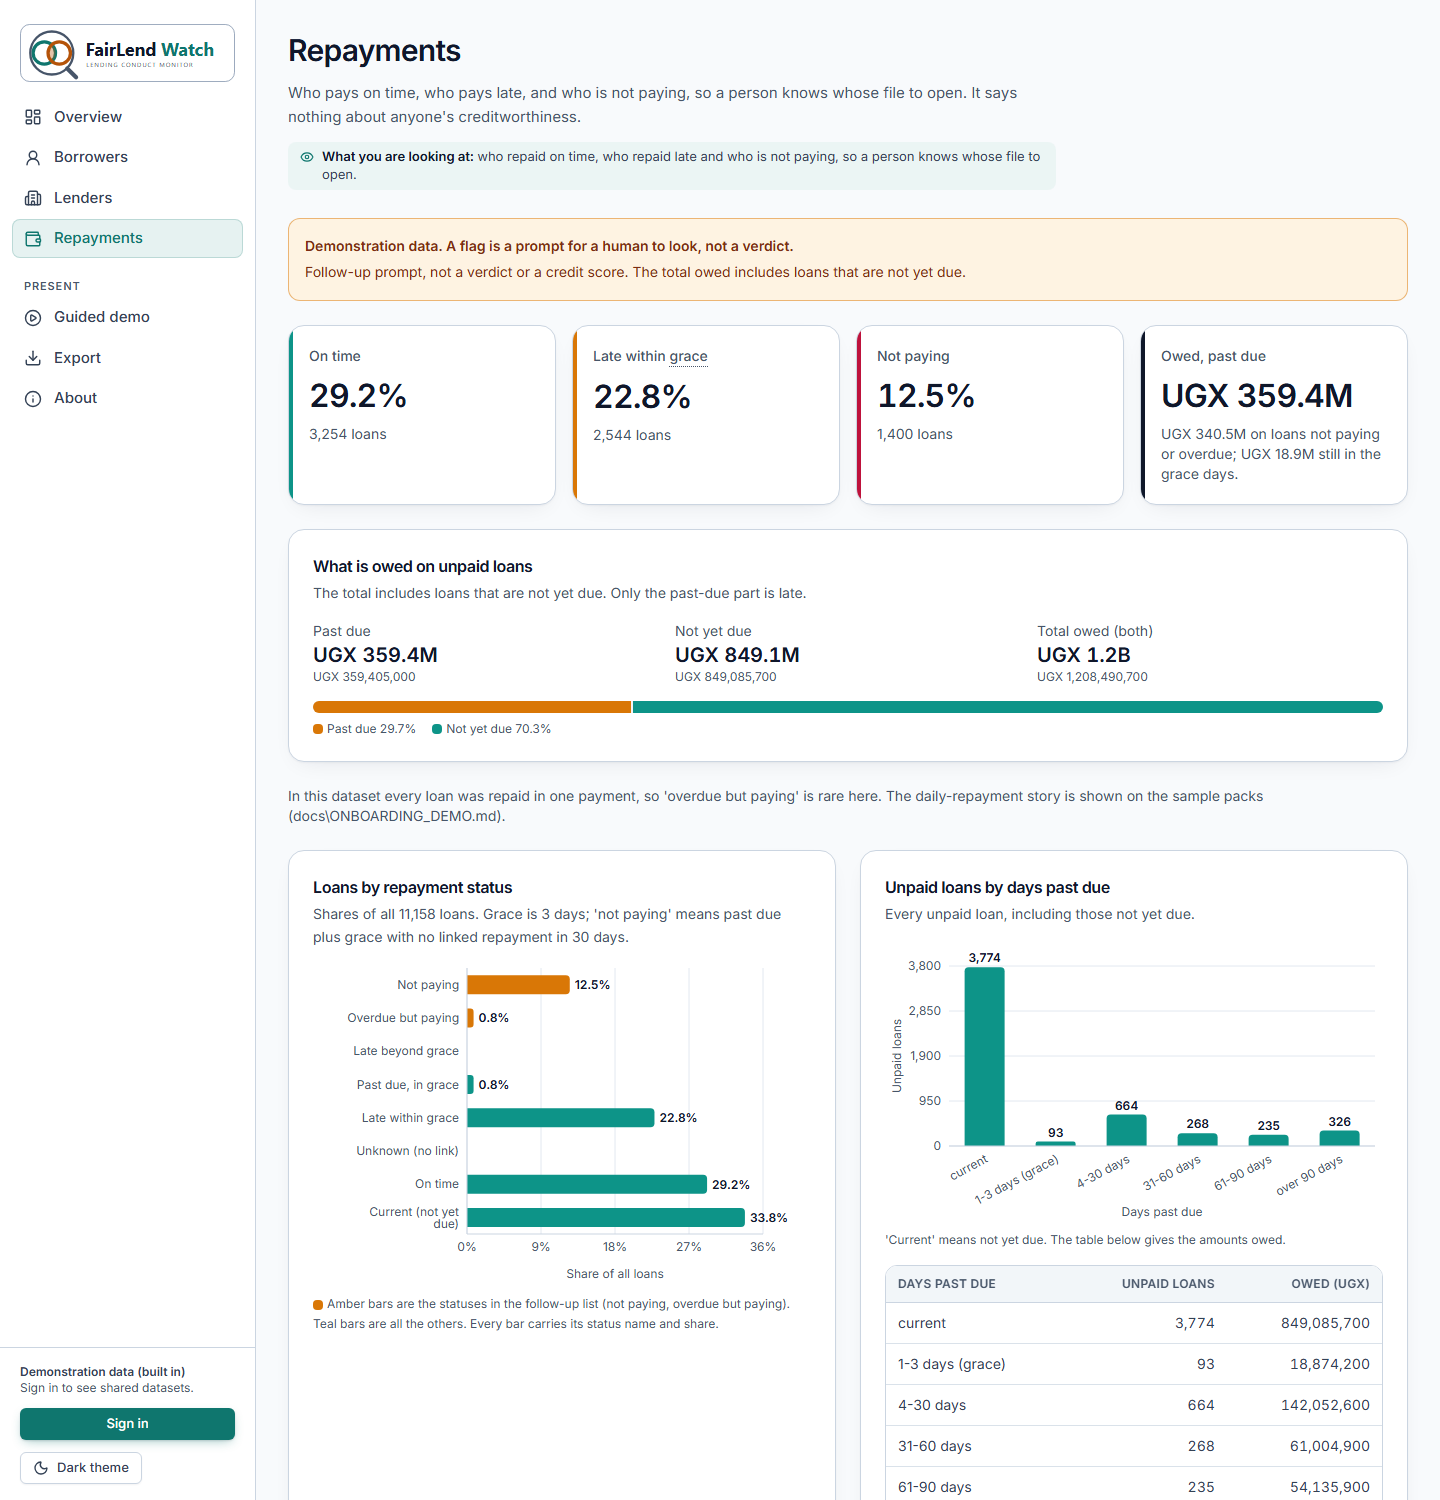 FairLend Watch
LENDING CONDUCT MONITOR
Overview
Borrowers
Lenders
Repayments
PRESENT
Guided demo
Export
About
Demonstration data (built in)
Sign in to see shared datasets.
Sign in
Dark theme
Repayments
Who pays on time, who pays late, and who is not paying, so a person knows whose file to open. It says
nothing about anyone's creditworthiness.
What you are looking at: who repaid on time, who repaid late and who is not paying, so a person knows whose file to
open.
Demonstration data. A flag is a prompt for a human to look, not a verdict.
Follow-up prompt, not a verdict or a credit score. The total owed includes loans that are not yet due.
On time
29.2%
3,254 loans
Late within grace
22.8%
2,544 loans
Not paying
12.5%
1,400 loans
Owed, past due
UGX 359.4M
UGX 340.5M on loans not paying
or overdue; UGX 18.9M still in the
grace days.
What is owed on unpaid loans
The total includes loans that are not yet due. Only the past-due part is late.
Past due
UGX 359.4M
UGX 359,405,000
Not yet due
UGX 849.1M
UGX 849,085,700
Total owed (both)
UGX 1.2B
UGX 1,208,490,700
Past due 29.7%
Not yet due 70.3%
In this dataset every loan was repaid in one payment, so 'overdue but paying' is rare here. The daily-repayment story is shown on the sample packs
(docs\ONBOARDING_DEMO.md).
Loans by repayment status
Shares of all 11,158 loans. Grace is 3 days; 'not paying' means past due
plus grace with no linked repayment in 30 days.
Not paying 12.5%
Overdue but paying 0.8%
Late beyond grace
Past due, in grace 0.8%
Late within grace 22.8%
Unknown (no link)
On time 29.2%
Current (not yet
due) 33.8%
0% 9% 18% 27% 36%
Share of all loans
Amber bars are the statuses in the follow-up list (not paying, overdue but paying).
Teal bars are all the others. Every bar carries its status name and share.
Unpaid loans by days past due
Every unpaid loan, including those not yet due.
Unpaid loans
3,800
2,850
1,900
950
0
3,774
93
664
268
235
326
current
1-3 days (grace)
4-30 days
31-60 days
61-90 days
over 90 days
Days past due
'Current' means not yet due. The table below gives the amounts owed.
DAYS PAST DUE UNPAID LOANS OWED (UGX)
current 3,774 849,085,700
1-3 days (grace) 93 18,874,200
4-30 days 664 142,052,600
31-60 days 268 61,004,900
61-90 days 235 54,135,900